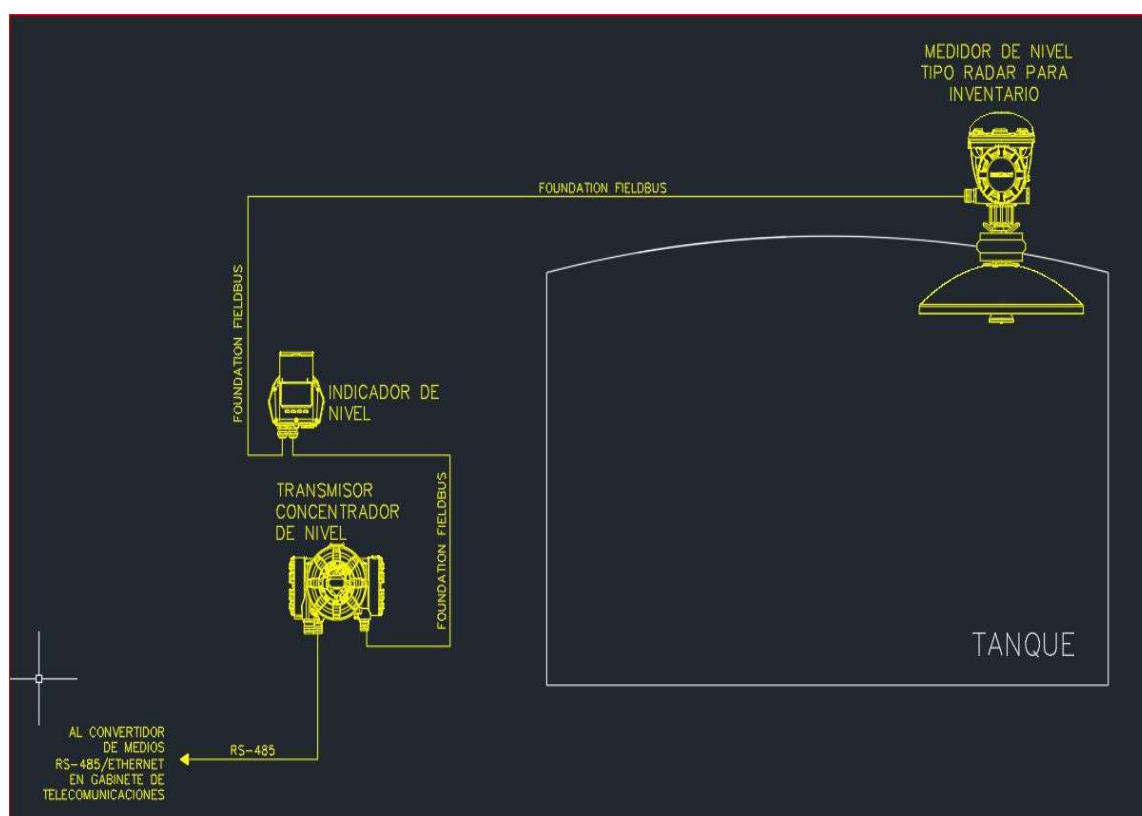 MEDIDOR DE NIVEL
TIPO RADAR PARA
INVENTARIO
FOUNDATION FIELDBUS
FOUNDATION FIELDBUS
INDICADOR DE
NIVEL
TRANSMISOR
CONCENTRADOR
DE NIVEL
FOUNDATION FIELDBUS
TANQUE
AL CONVERTIDOR
DE MEDIOS
RS-485/ETHERNET
EN GABINETE DE
TELECOMUNICACIONES
RS-485